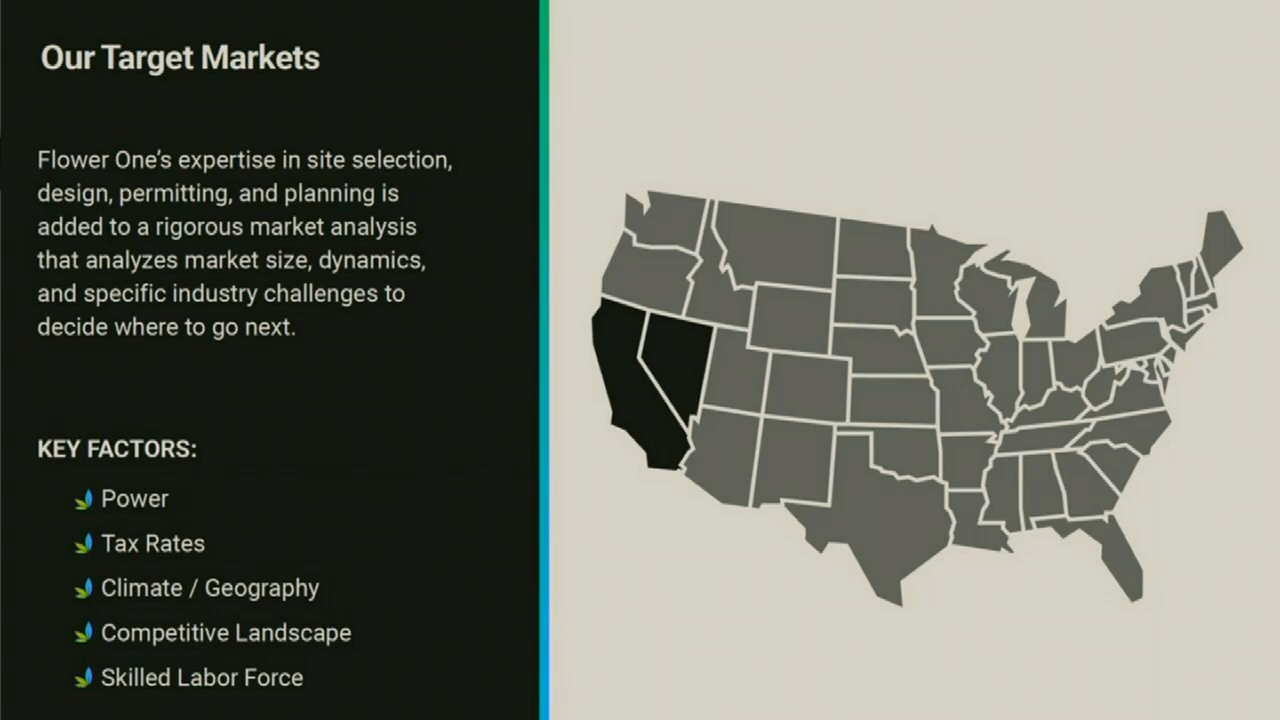 Our Target Markets
Flower One’s expertise in site selection,
design, permitting, and planning is
added to a rigorous market analysis
that analyzes market size, dynamics,
and specific industry challenges to
decide where to go next.
KEY FACTORS:
Power
Tax Rates
Climate / Geography
Competitive Landscape
Skilled Labor Force